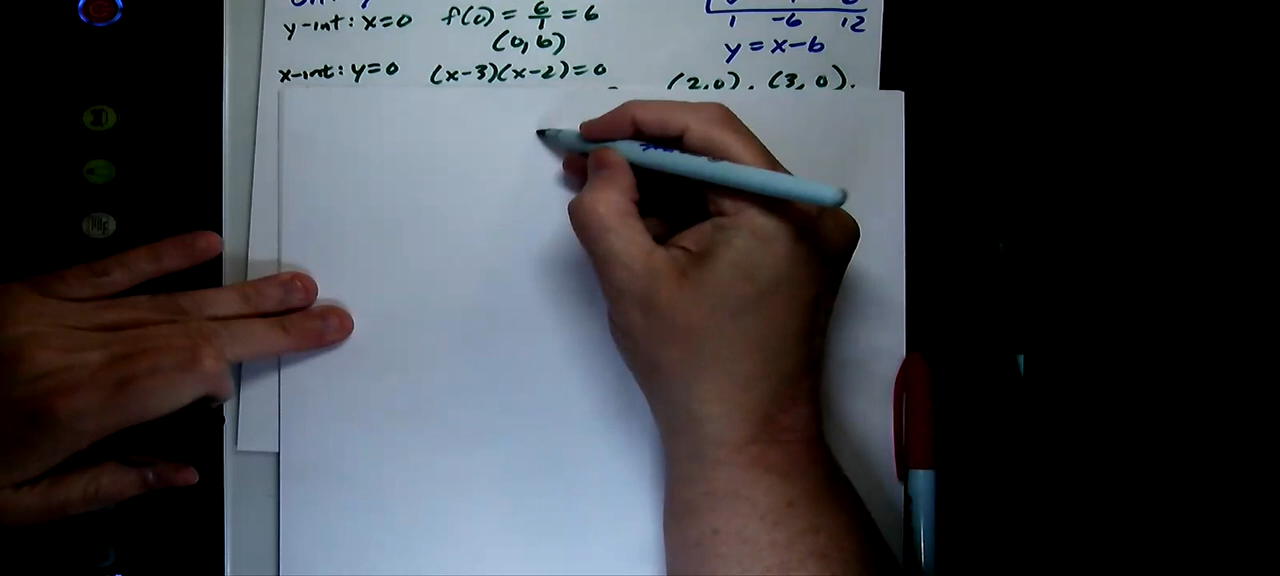 y-int: x=0 f(0) = 6/1 = 6
(0, 6)
x-int: y=0 (x-3)(x-2)=0
1 -6 12
y = x-6
(2,0), (3, 0).